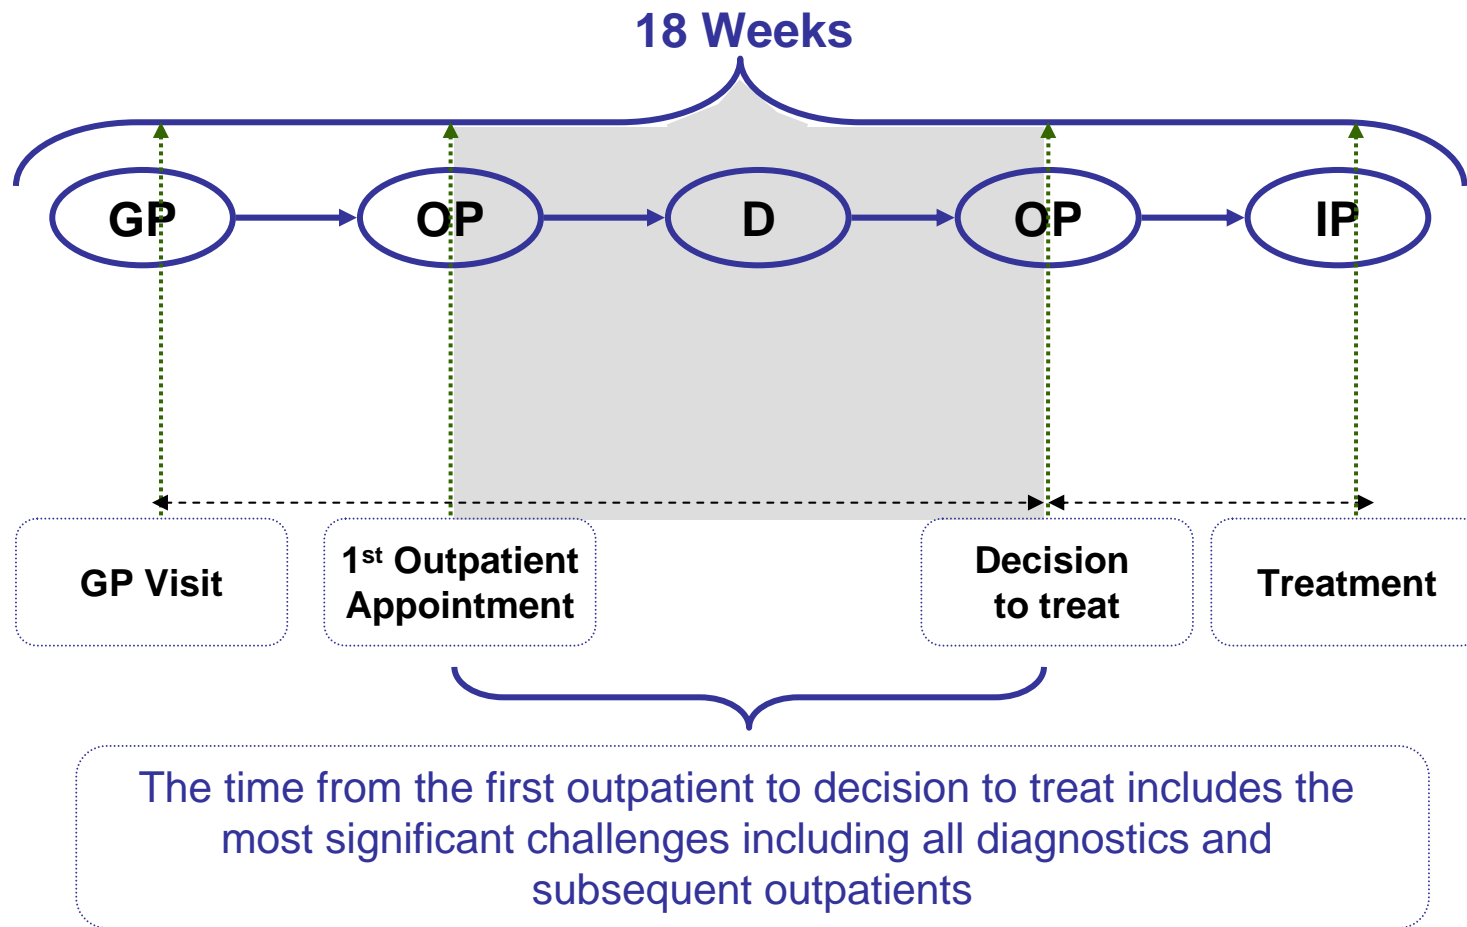 18 Weeks
GP
OP
D
OP
IP
GP Visit
1st Outpatient
Appointment
Decision
to treat
Treatment
The time from the first outpatient to decision to treat includes the
most significant challenges including all diagnostics and
subsequent outpatients